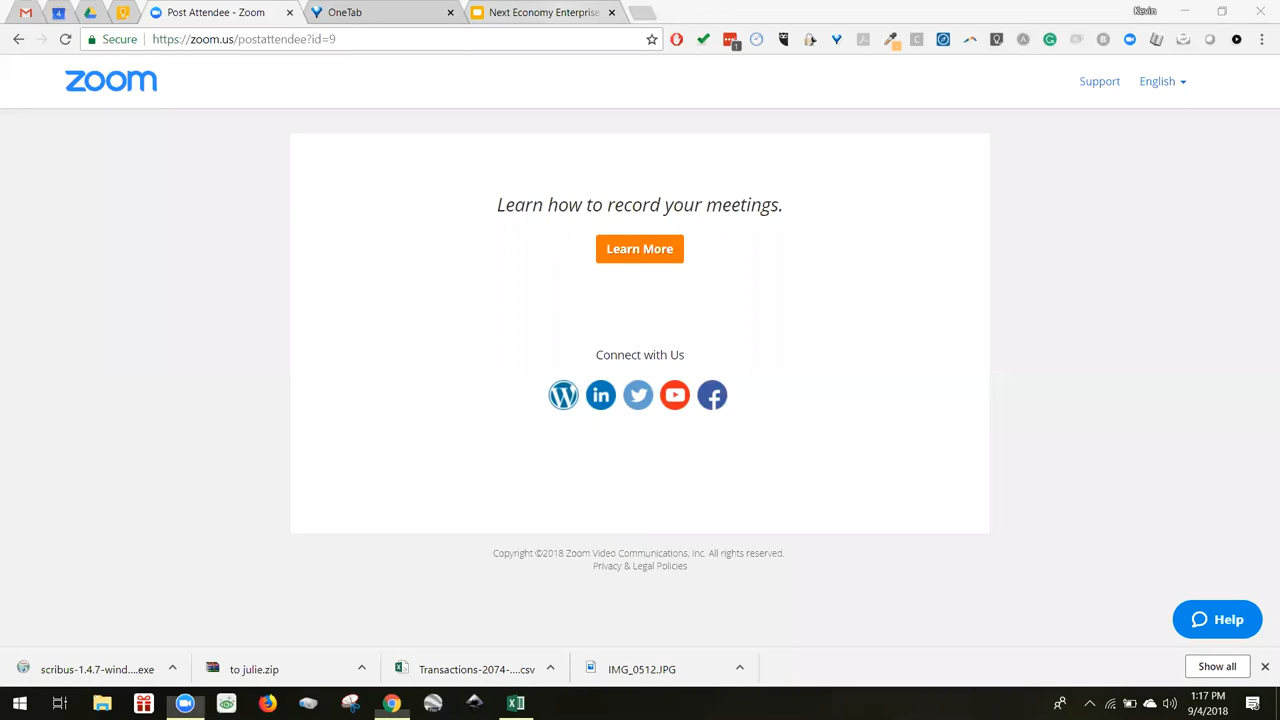 Post Attendee - Zoom
OneTab
Next Economy Enterprise
Kevin
Secure
https://zoom.us/postattendee?id=9
1
zoom
Support
English
Learn how to record your meetings.
Learn More
Connect with Us
Copyright ©2018 Zoom Video Communications, Inc. All rights reserved.
Privacy & Legal Policies
Help
scribus-1.4.7-wind....exe
to julie.zip
Transactions-2074-....csv
IMG_0512.JPG
Show all
1:17 PM
9/4/2018